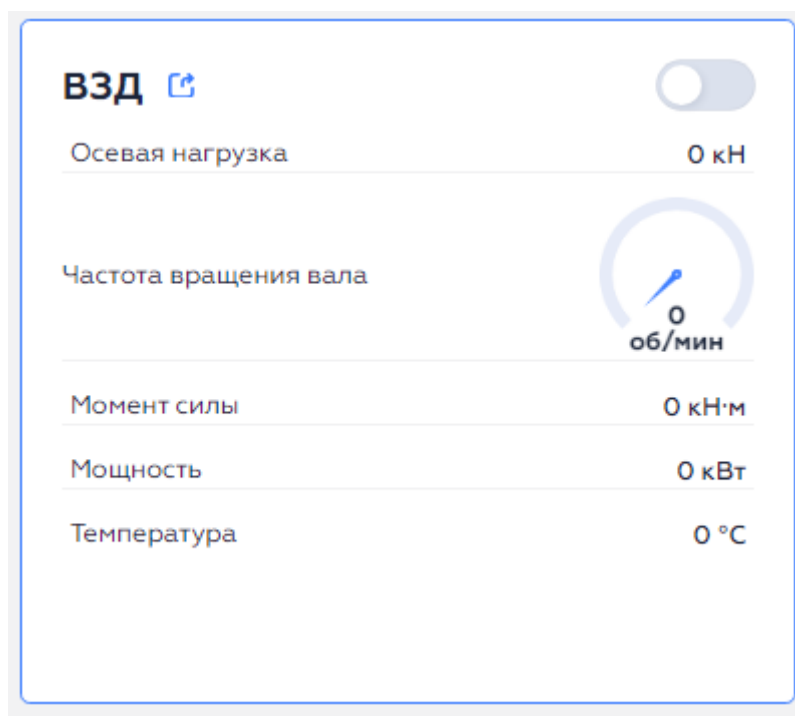 ВЗД
Осевая нагрузка 0 кН
Частота вращения вала
0
об/мин
Момент силы 0 кН·м
Мощность 0 кВт
Температура 0 °C